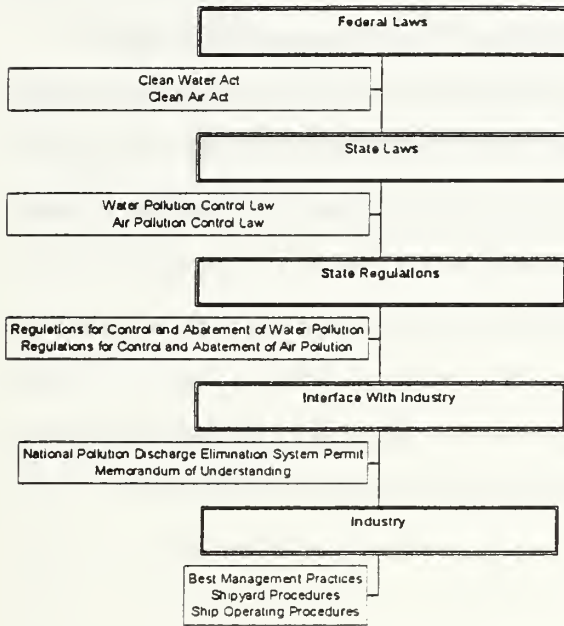 Federal Laws
Clean Water Act
Clean Air Act
State Laws
Water Pollution Control Law
Air Pollution Control Law
State Regulations
Regulations for Control and Abatement of Water Pollution
Regulations for Control and Abatement of Air Pollution
Interface With Industry
National Pollution Discharge Elimination System Permit
Memorandum of Understanding
Industry
Best Management Practices
Shipyard Procedures
Ship Operating Procedures